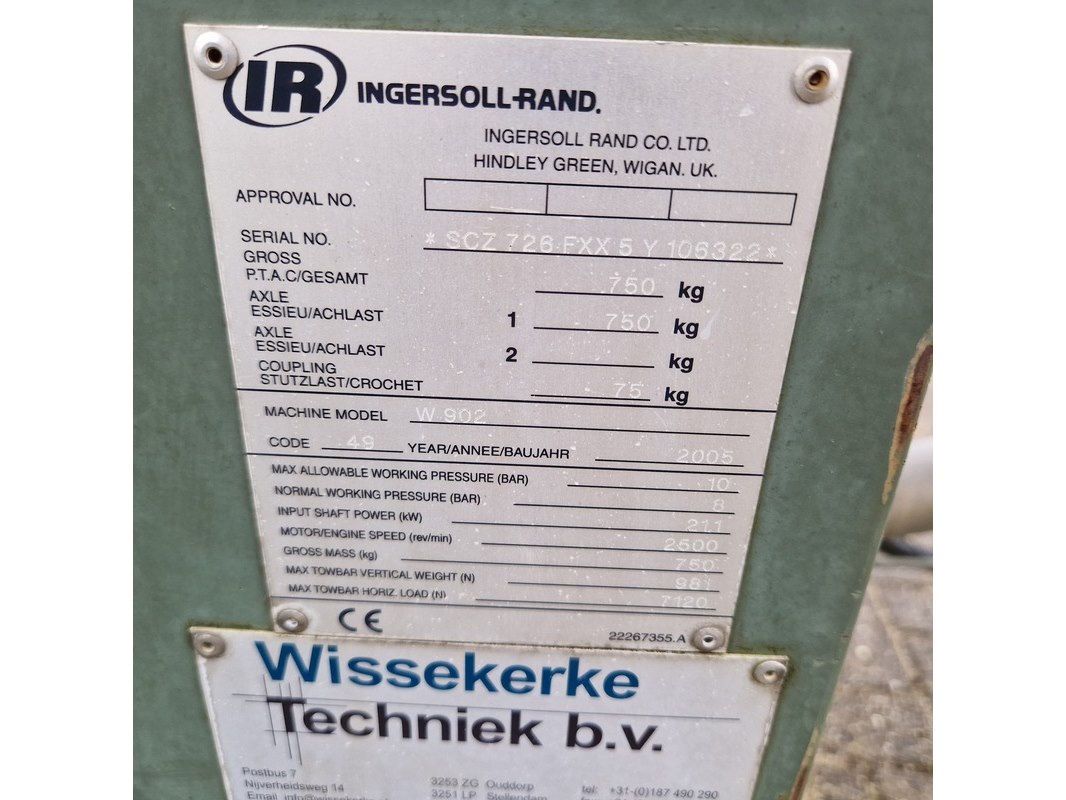 IR INGERSOLL-RAND.
INGERSOLL RAND CO. LTD.
HINDLEY GREEN, WIGAN. UK.
APPROVAL NO.
SERIAL NO. * SCZ 726 FXX 5 Y 106322 *
GROSS
P.T.A.C/GESAMT 750 kg
AXLE
ESSIEU/ACHLAST 1 750 kg
AXLE
ESSIEU/ACHLAST 2 kg
COUPLING
STUTZLAST/CROCHET 75 kg
MACHINE MODEL W 902
CODE 49 YEAR/ANNEE/BAUJAHR 2005
MAX ALLOWABLE WORKING PRESSURE (BAR) 10
NORMAL WORKING PRESSURE (BAR) 8
INPUT SHAFT POWER (kW) 21.1
MOTOR/ENGINE SPEED (rev/min) 2600
GROSS MASS (kg) 750
MAX TOWBAR VERTICAL WEIGHT (N) 981
MAX TOWBAR HORIZ. LOAD (N) 7120
CE 22267355.A
Wissekerke
Techniek b.v.
Postbus 7
Nijverheidsweg 14 3253 ZG Ouddorp tel: +31-(0)187 490 290
Email 3251 LP Stellendam